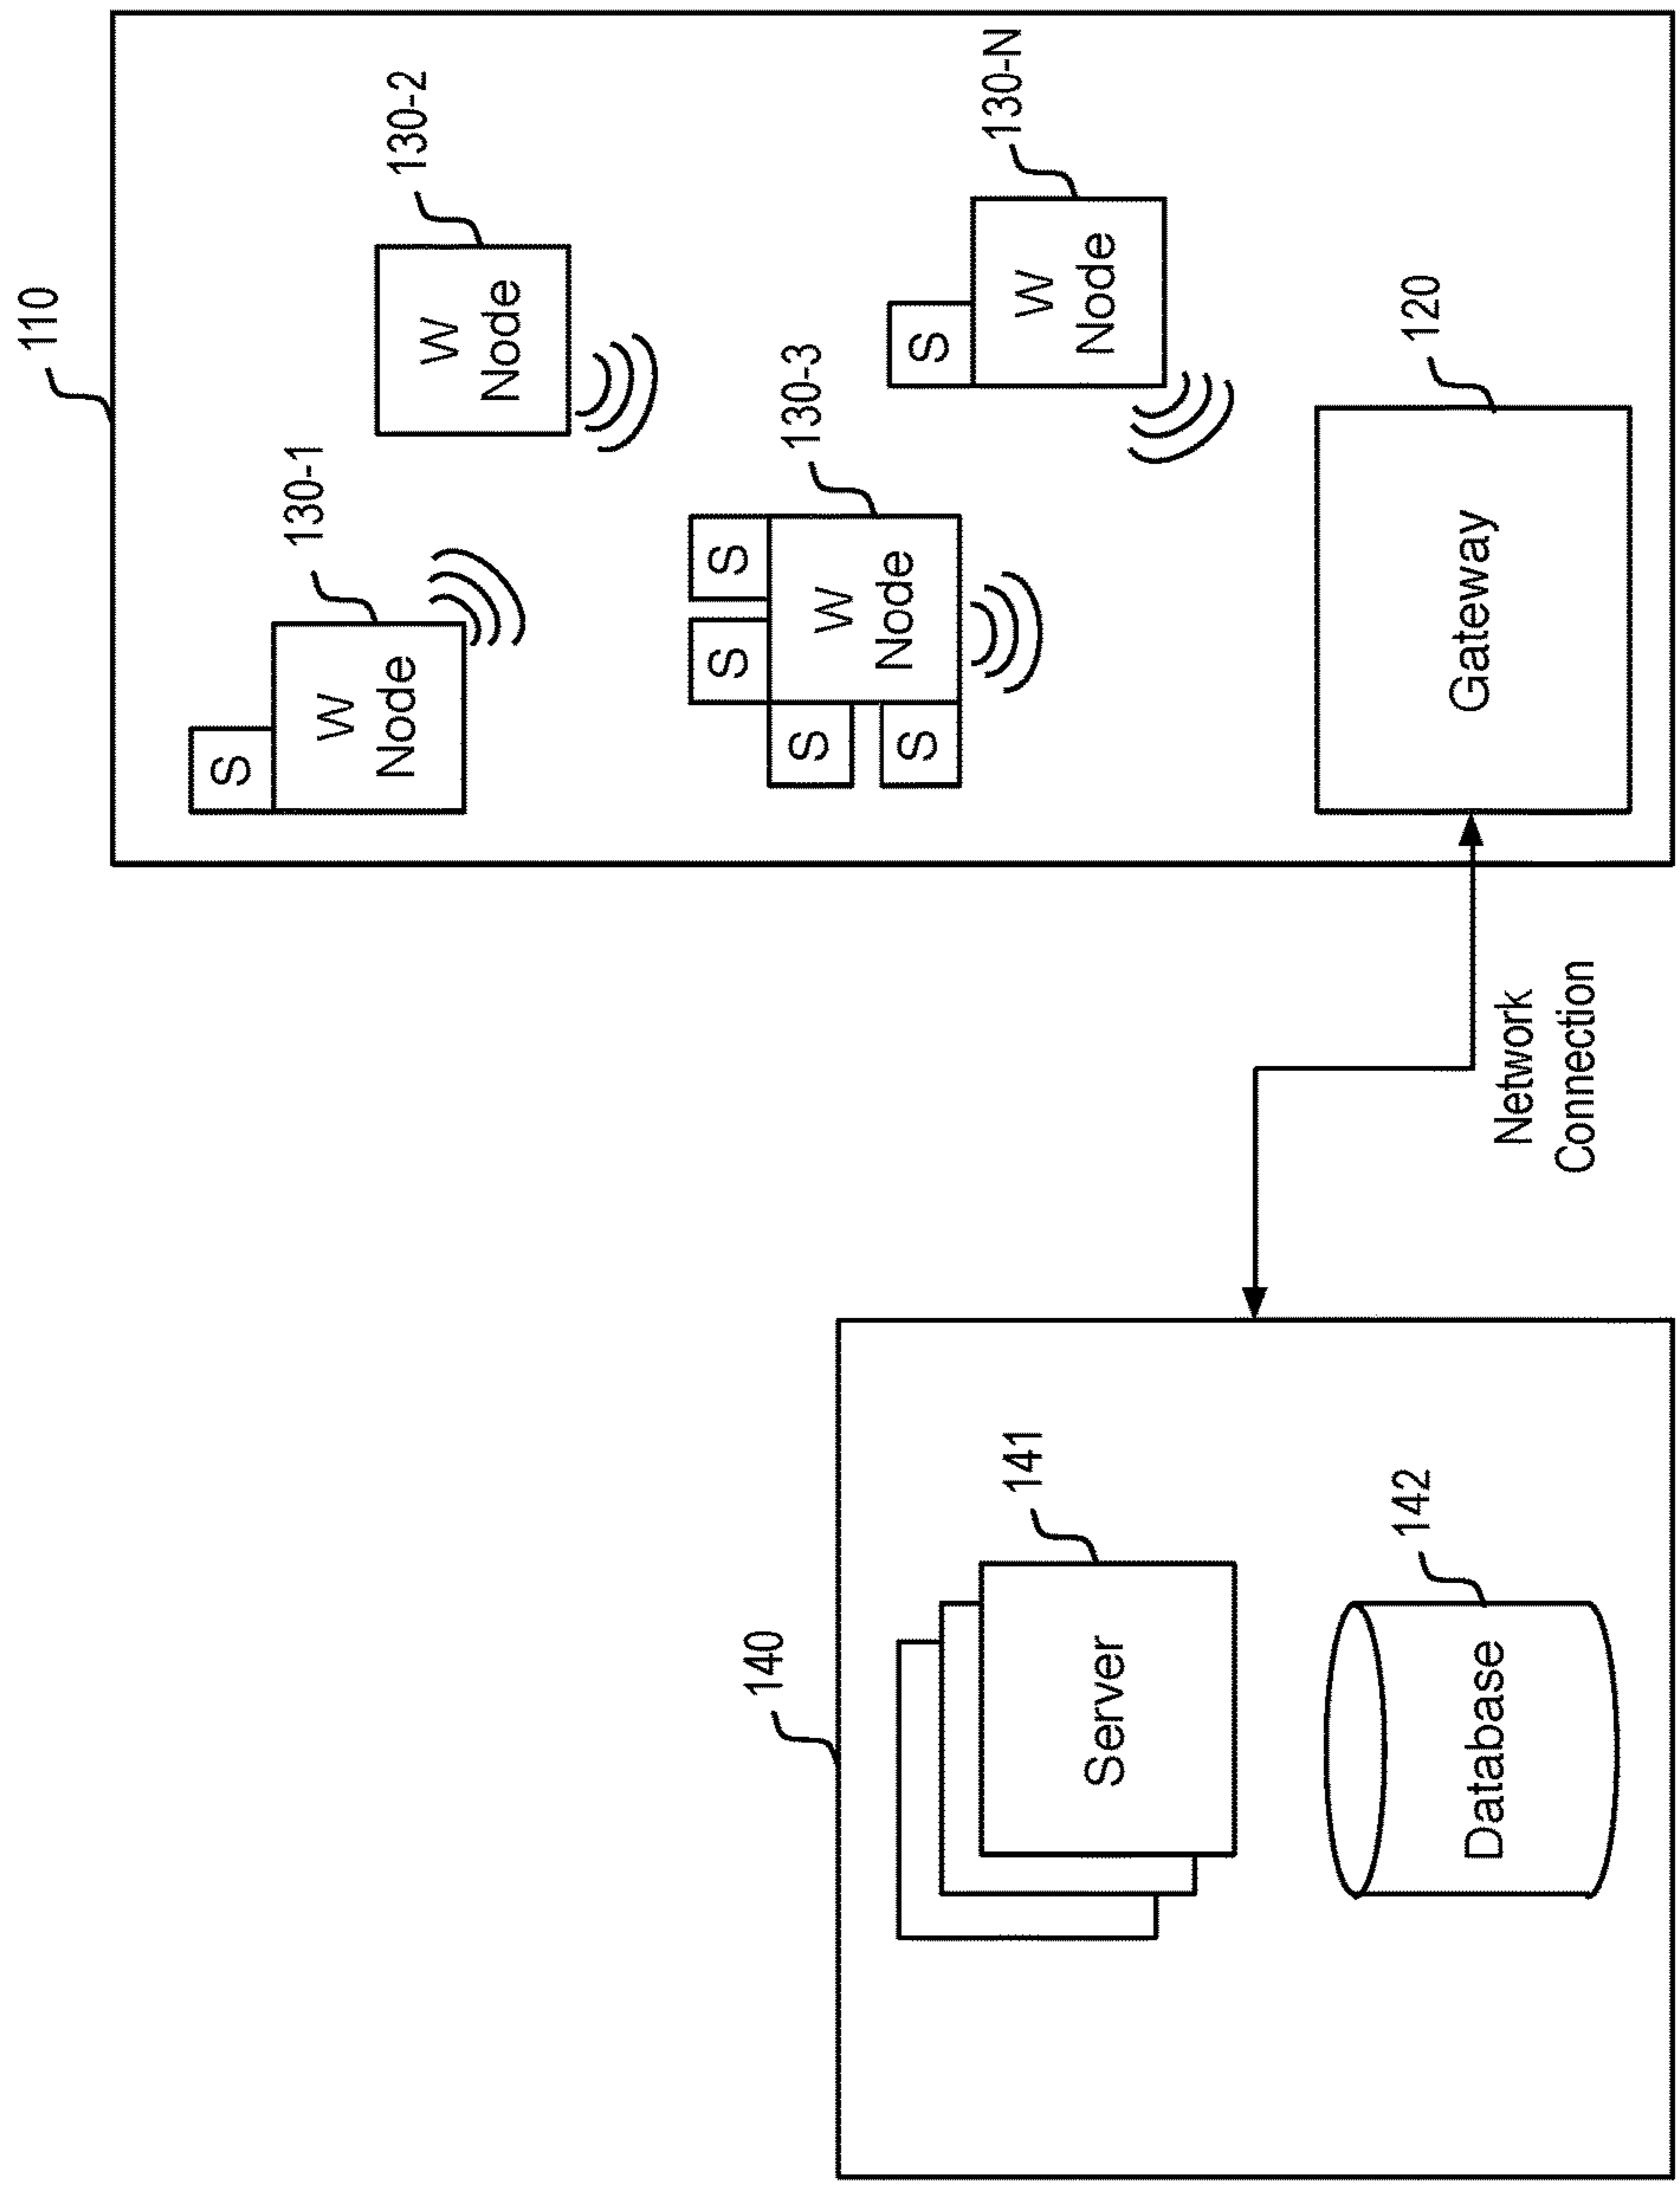 140
141
Server
142
Database
Network
Connection
110
S
130-1
W
Node
130-2
W
Node
S S
130-3
S
W
S
Node
S
130-N
W
Node
120
Gateway